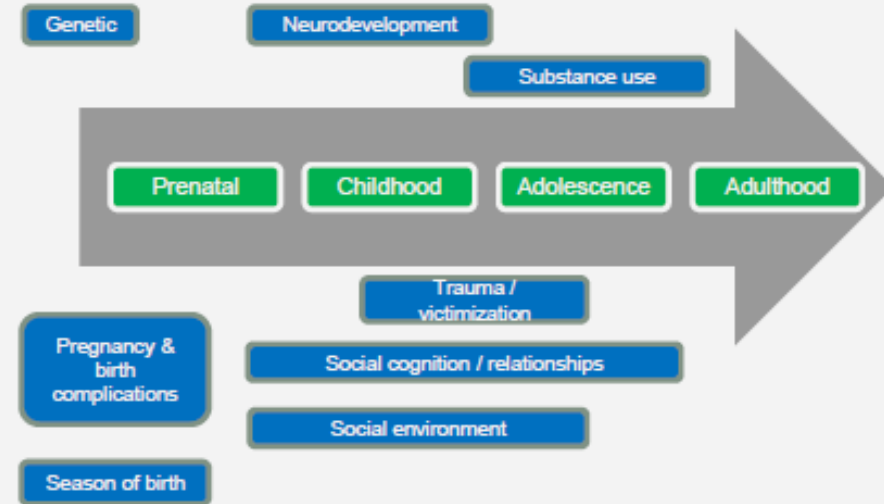 Genetic
Neurodevelopment
Substance use
Prenatal
Childhood
Adolescence
Adulthood
Trauma /
victimization
Pregnancy &
birth
complications
Social cognition / relationships
Social environment
Season of birth